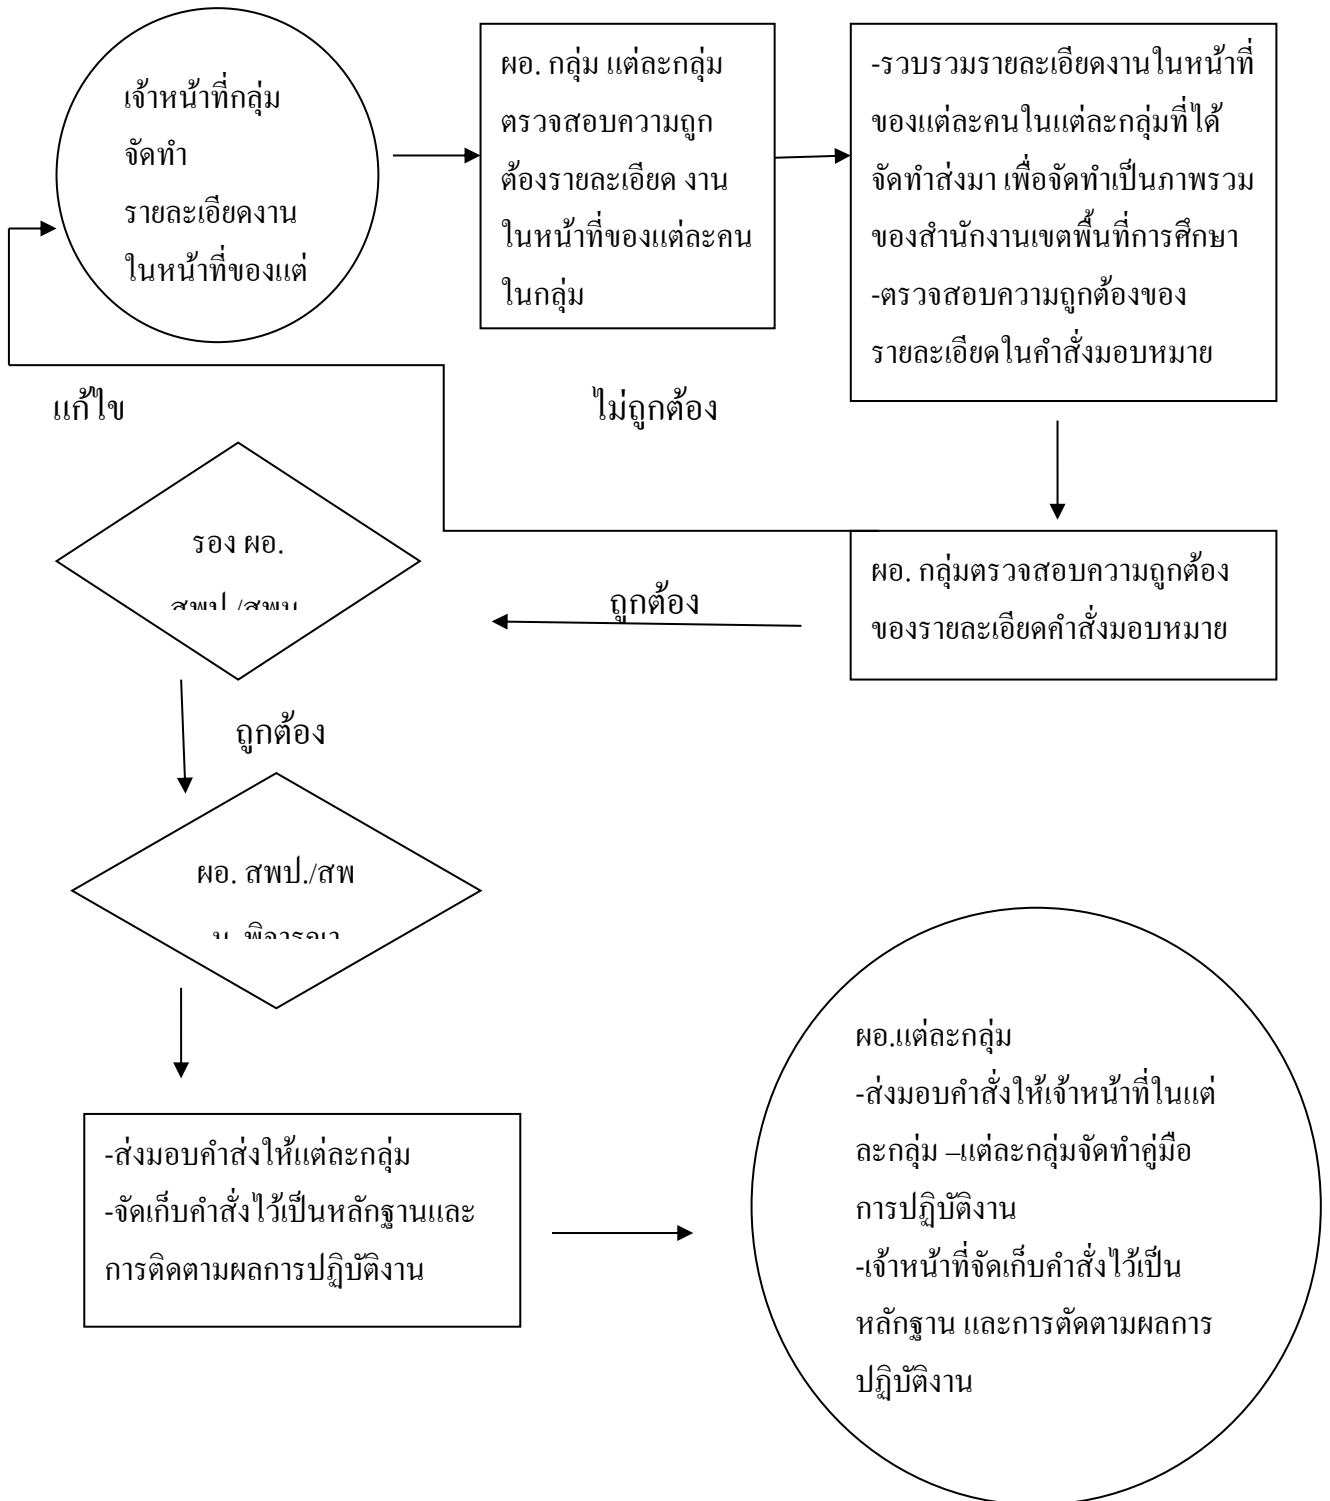 เจ้าหน้าที่กลุ่ม
จัดทำ
รายละเอียดงาน
ในหน้าที่ของแต่
ผอ. กลุ่ม แต่ละกลุ่ม
ตรวจสอบความถูก
ต้องรายละเอียด งาน
ในหน้าที่ของแต่ละคน
ในกลุ่ม
-รวบรวมรายละเอียดงานในหน้าที่
ของแต่ละคนในแต่ละกลุ่มที่ได้
จัดทำส่งมา เพื่อจัดทำเป็นภาพรวม
ของสำนักงานเขตพื้นที่การศึกษา
-ตรวจสอบความถูกต้องของ
รายละเอียดในคำสั่งมอบหมาย
แก้ไข
ไม่ถูกต้อง
รอง ผอ.
สพป./สพม.
ถูกต้อง
ผอ. กลุ่มตรวจสอบความถูกต้อง
ของรายละเอียดคำสั่งมอบหมาย
ถูกต้อง
ผอ. สพป./สพ
ม. พิจารณา
-ส่งมอบคำส่งให้แต่ละกลุ่ม
-จัดเก็บคำสั่งไว้เป็นหลักฐานและ
การติดตามผลการปฏิบัติงาน
ผอ.แต่ละกลุ่ม
-ส่งมอบคำสั่งให้เจ้าหน้าที่ในแต่
ละกลุ่ม –แต่ละกลุ่มจัดทำคู่มือ
การปฏิบัติงาน
-เจ้าหน้าที่จัดเก็บคำสั่งไว้เป็น
หลักฐาน และการตัดตามผลการ
ปฏิบัติงาน